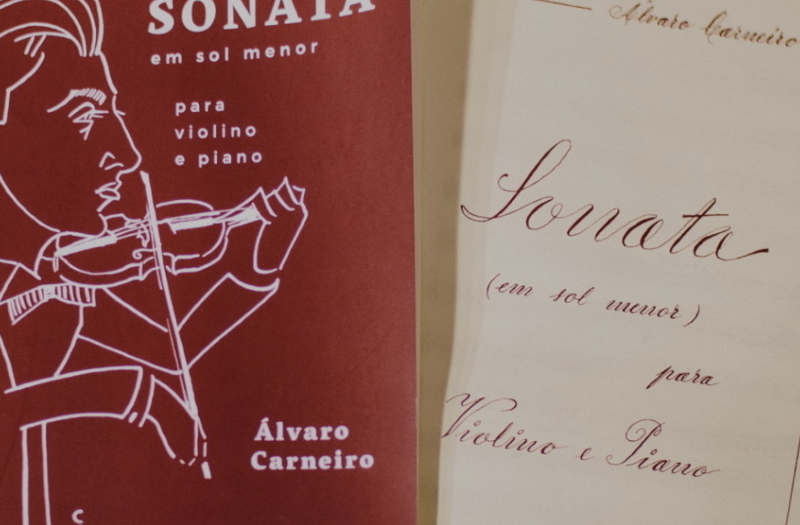 SONATA
em sol menor
para
violino
e piano
Álvaro
Carneiro
C
Álvaro Carneiro
Sonata
(em sol menor)
para
Violino e Piano